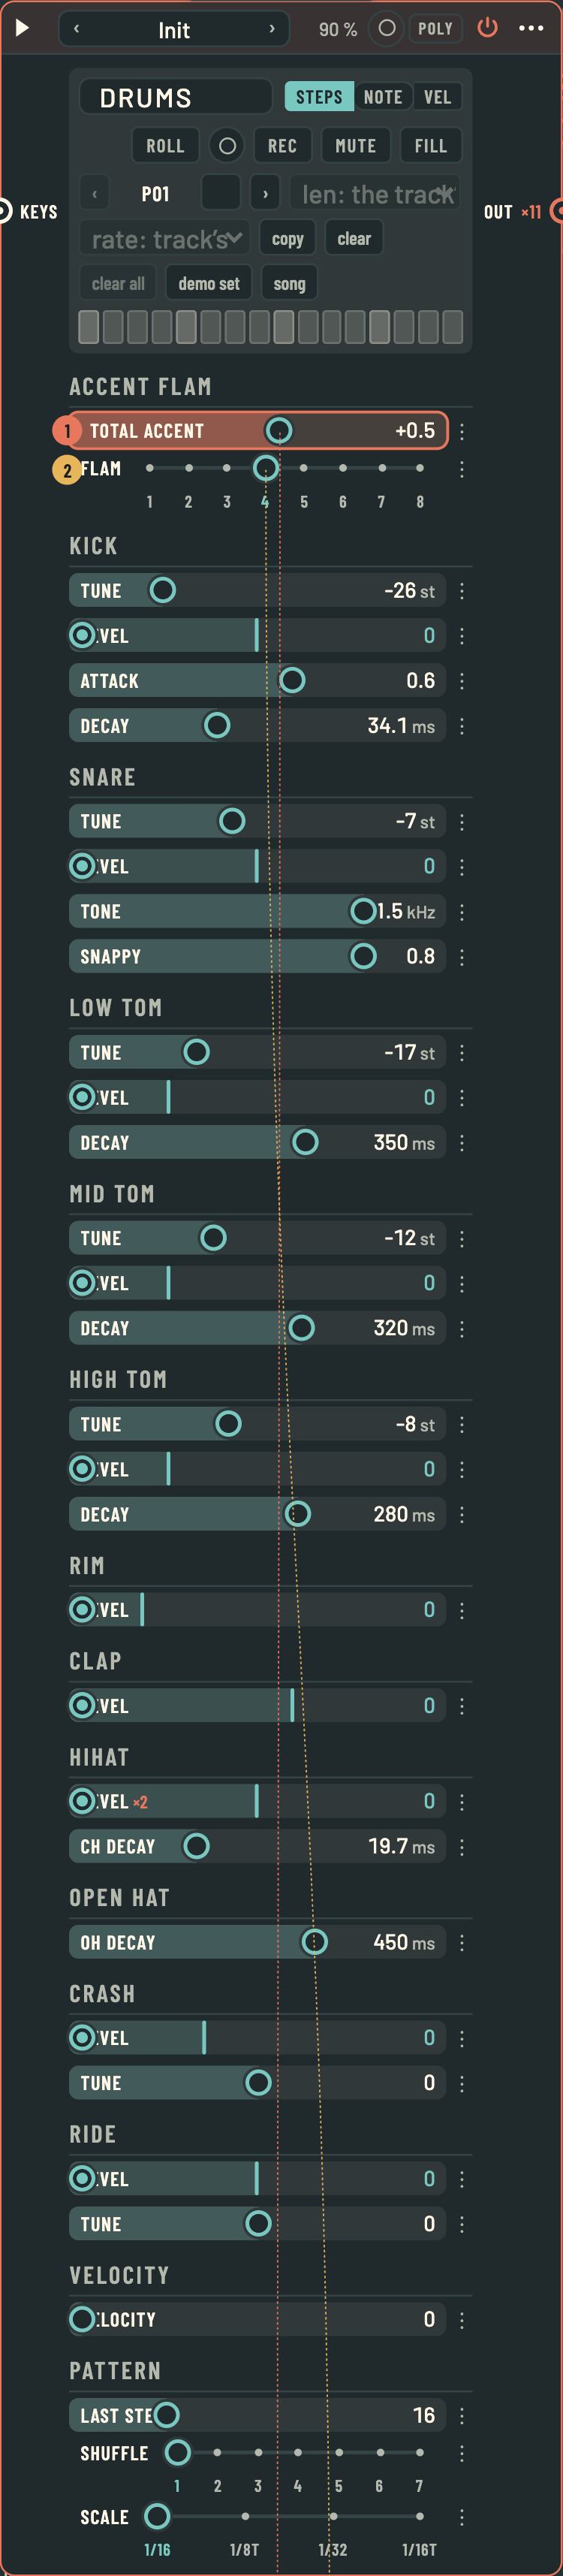 Init 90 % POLY
DRUMS STEPS NOTE VEL
ROLL REC MUTE FILL
P01 len: the track
KEYS OUT ×11
rate: track's copy clear
clear all demo set song
ACCENT FLAM
1 TOTAL ACCENT +0.5
2 FLAM
1 2 3 4 5 6 7 8
KICK
TUNE -26 st
VEL 0
ATTACK 0.6
DECAY 34.1 ms
SNARE
TUNE -7 st
VEL 0
TONE 1.5 kHz
SNAPPY 0.8
LOW TOM
TUNE -17 st
VEL 0
DECAY 350 ms
MID TOM
TUNE -12 st
VEL 0
DECAY 320 ms
HIGH TOM
TUNE -8 st
VEL 0
DECAY 280 ms
RIM
VEL 0
CLAP
VEL 0
HIHAT
VEL ×2 0
CH DECAY 19.7 ms
OPEN HAT
OH DECAY 450 ms
CRASH
VEL 0
TUNE 0
RIDE
VEL 0
TUNE 0
VELOCITY
LOCITY 0
PATTERN
LAST STE 16
SHUFFLE
1 2 3 4 5 6 7
SCALE
1/16 1/8T 1/32 1/16T